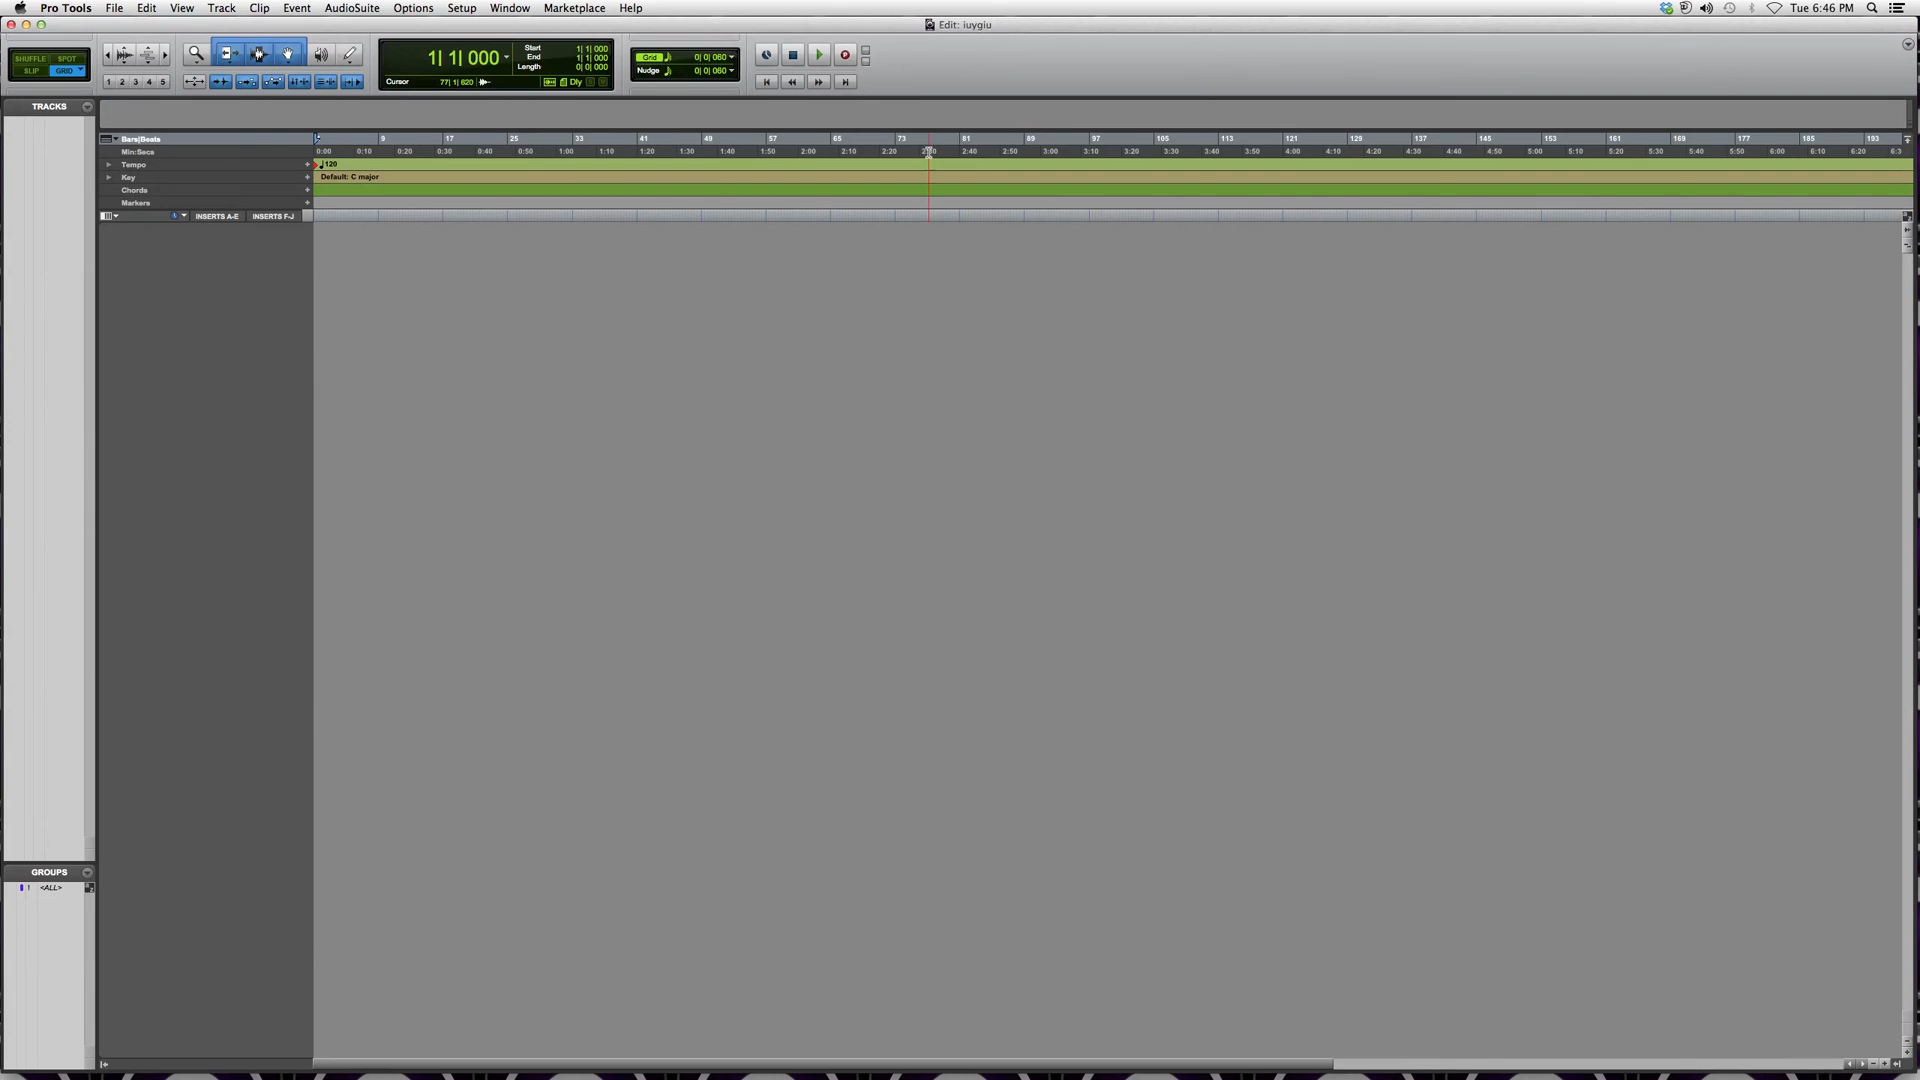 Pro Tools File Edit View Track Clip Event AudioSuite Options Setup Window Marketplace Help Tue 6:46 PM
Edit: iuygiu
SHUFFLE SPOT
SLIP GRID
1 2 3 4 5
1| 1| 000
Start 1| 1| 000
End 1| 1| 000
Length 0| 0| 000
Cursor 77| 1| 620 Dly
Grid 0| 0| 060
Nudge 0| 0| 060
TRACKS
Bars|Beats 9 17 25 33 41 49 57 65 73 81 89 97 105 113 121 129 137 145 153 161 169 177 185 193
Min:Secs 0:00 0:10 0:20 0:30 0:40 0:50 1:00 1:10 1:20 1:30 1:40 1:50 2:00 2:10 2:20 2:40 2:50 3:00 3:10 3:20 3:30 3:40 3:50 4:00 4:10 4:20 4:30 4:40 4:50 5:00 5:10 5:20 5:30 5:40 5:50 6:00 6:10 6:20 6:3
Tempo + 120
Key + Default: C major
Chords +
Markers +
INSERTS A-E INSERTS F-J
GROUPS
! <ALL>